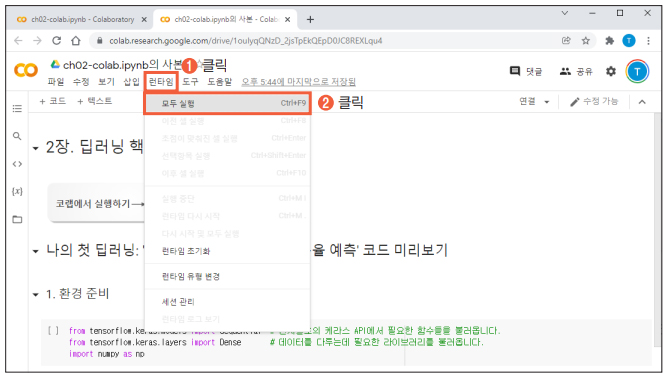 ch02-colab.ipynb - Colaboratory
ch02-colab.ipynb의 사본 - Colab
colab.research.google.com/drive/1oulyqQNzD_2jsTpEkQEpD0JC8REXLqu4
T
ch02-colab.ipynb의 사본
① 클릭
댓글
공유
T
파일 수정 보기 삽입 런타임 도구 도움말 오후 5:44에 마지막으로 저장됨
+ 코드 + 텍스트
모두 실행 Ctrl+F9
② 클릭
연결
수정 가능
이전 셀 실행 Ctrl+F8
초점이 맞춰진 셀 실행 Ctrl+Enter
선택항목 실행 Ctrl+Shift+Enter
이후 셀 실행 Ctrl+F10
2장. 딥러닝 핵
{x}
코랩에서 실행하기
실행 중단 Ctrl+M I
런타임 다시 시작 Ctrl+M .
다시 시작 및 모두 실행
런타임 초기화
나의 첫 딥러닝: '
율 예측' 코드 미리보기
런타임 유형 변경
세션 관리
런타임 로그 보기
1. 환경 준비
[ ] from tensorflow.keras.models import Sequential # 케라스 API에서 필요한 함수들을 불러옵니다.
from tensorflow.keras.layers import Dense # 데이터를 다루는데 필요한 라이브러리를 불러옵니다.
import numpy as np